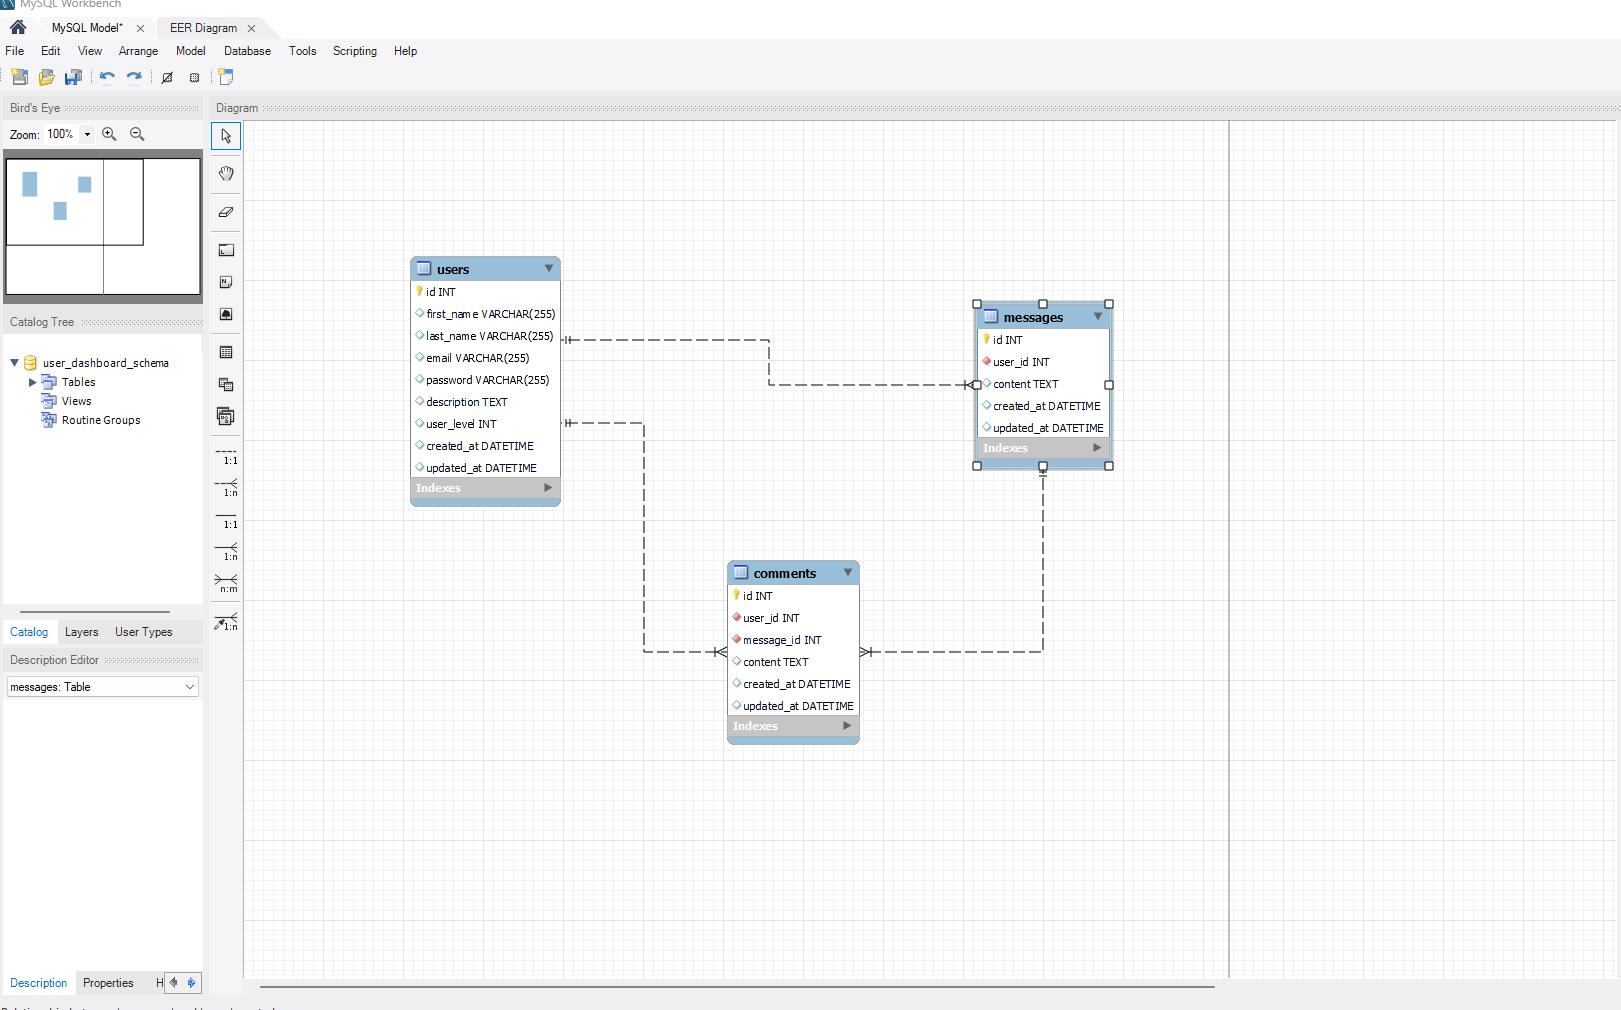 MySQL Workbench
MySQL Model*
EER Diagram
File Edit View Arrange Model Database Tools Scripting Help
Bird's Eye
Diagram
Zoom: 100%
Catalog Tree
user_dashboard_schema
Tables
Views
Routine Groups
Catalog Layers User Types
Description Editor
messages: Table
Description Properties H
1:1
1:n
1:1
1:n
n:m
1:n
users
id INT
first_name VARCHAR(255)
last_name VARCHAR(255)
email VARCHAR(255)
password VARCHAR(255)
description TEXT
user_level INT
created_at DATETIME
updated_at DATETIME
Indexes
messages
id INT
user_id INT
content TEXT
created_at DATETIME
updated_at DATETIME
Indexes
comments
id INT
user_id INT
message_id INT
content TEXT
created_at DATETIME
updated_at DATETIME
Indexes